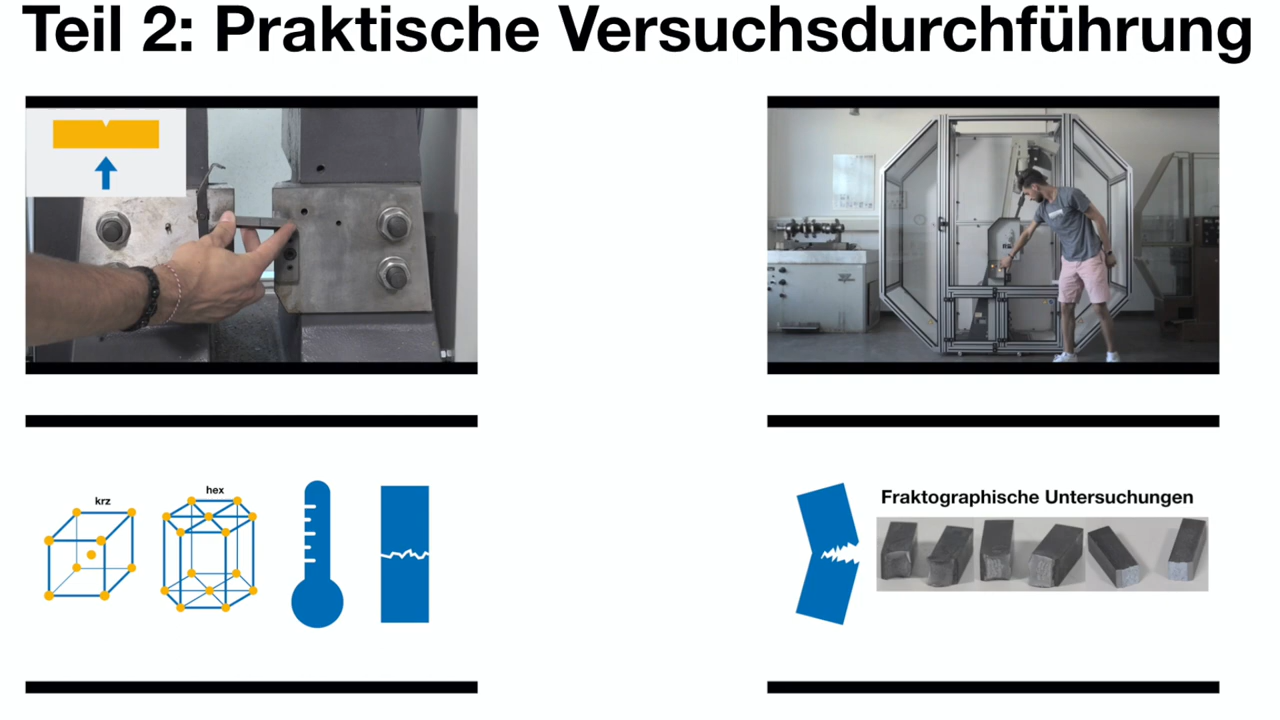 Teil 2: Praktische Versuchsdurchführung
krz
hex
Fraktographische Untersuchungen